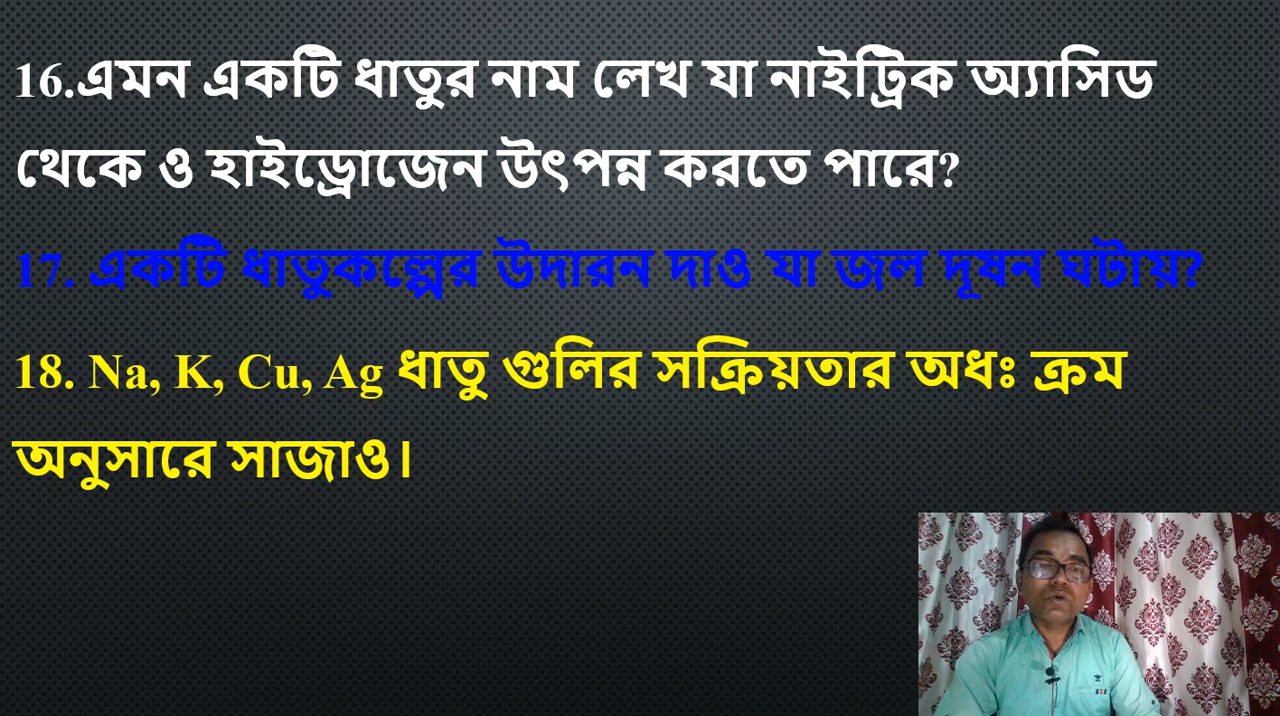 16.এমন একটি ধাতুর নাম লেখ যা নাইট্রিক অ্যাসিড
থেকে ও হাইড্রোজেন উৎপন্ন করতে পারে?
17. একটি ধাতুকল্পের উদারন দাও যা জল দূষন ঘটায়?
18. Na, K, Cu, Ag ধাতু গুলির সক্রিয়তার অধঃ ক্রম
অনুসারে সাজাও।